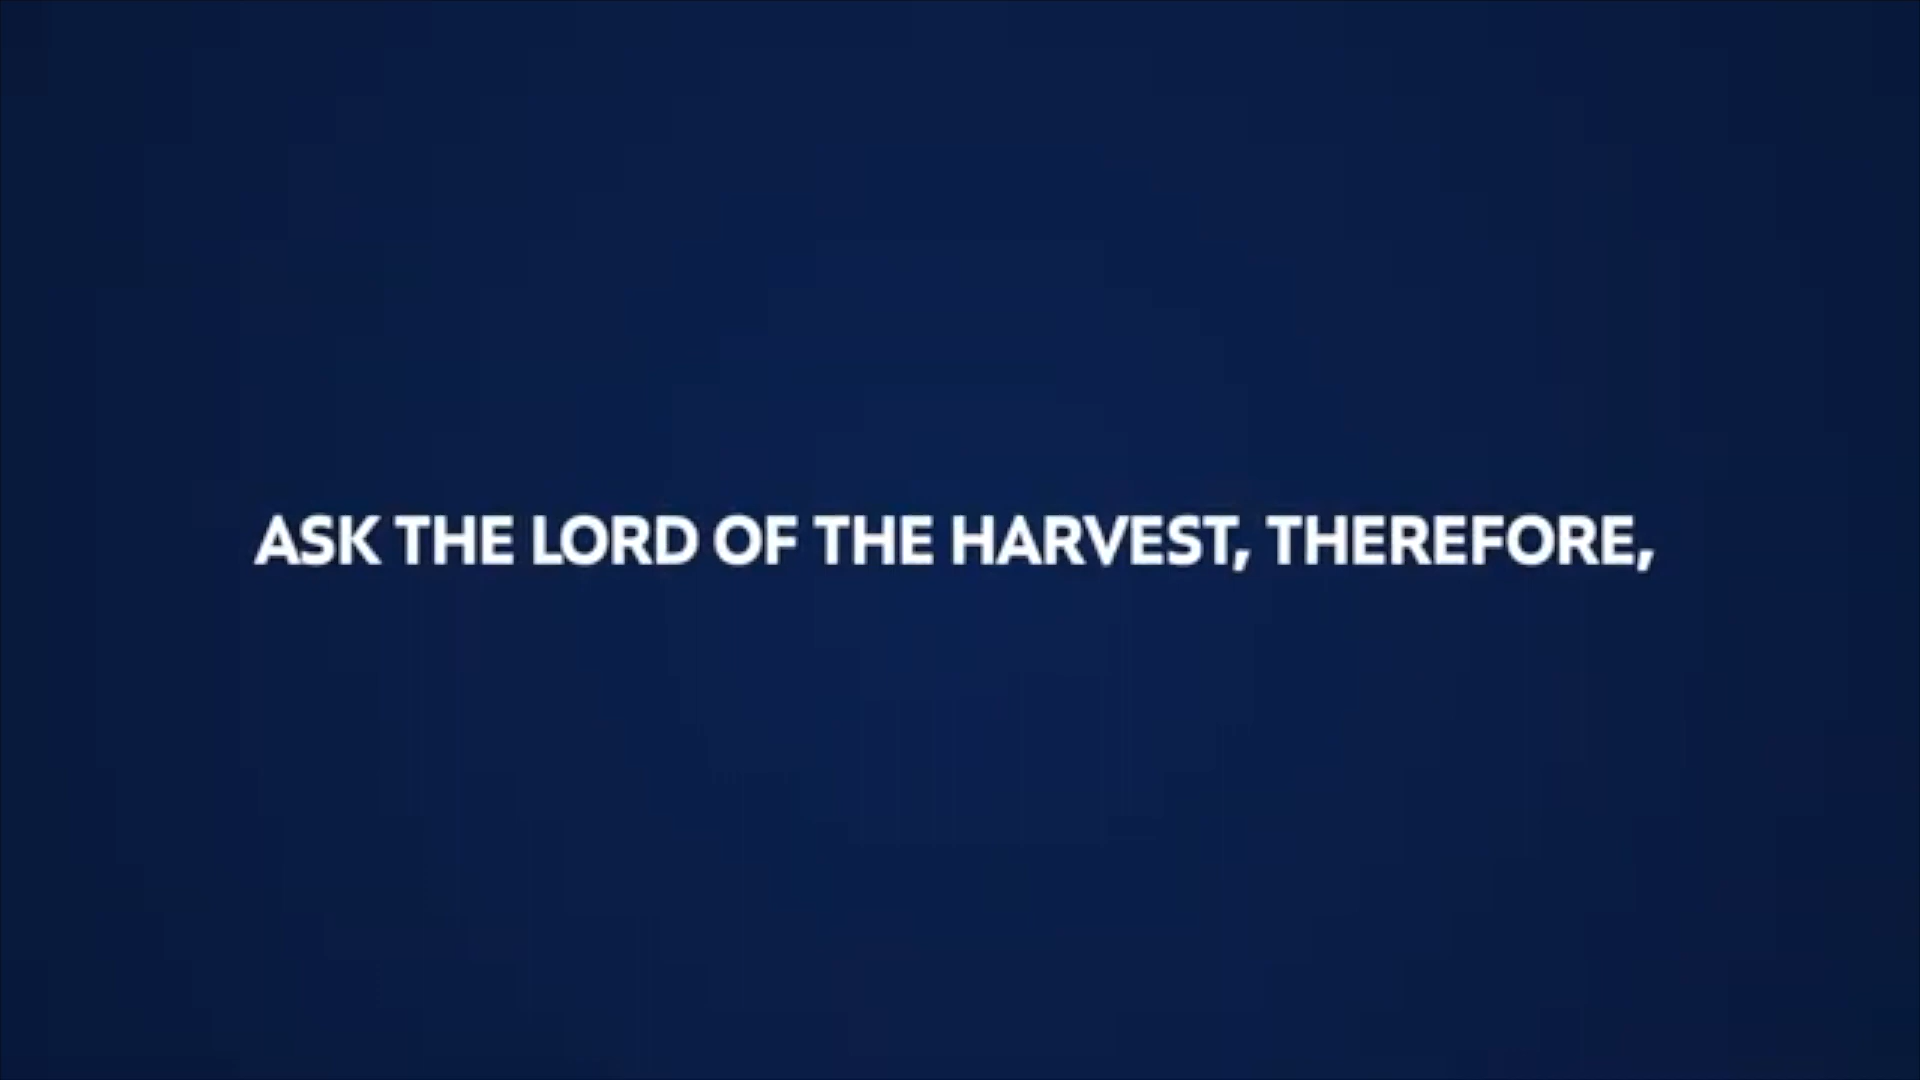 ASK THE LORD OF THE HARVEST, THEREFORE,